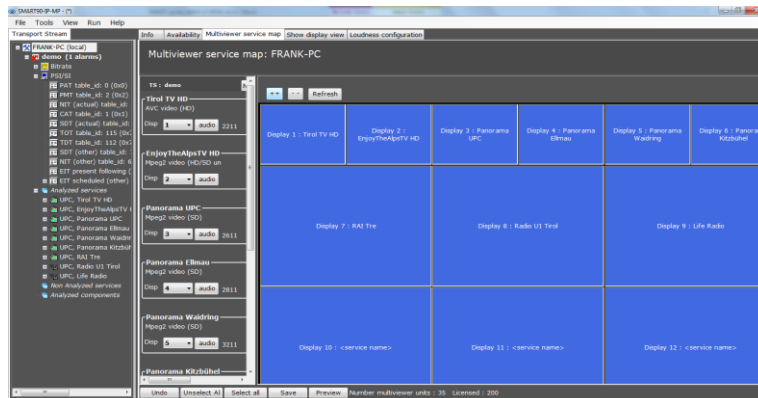 SMART90-IP-MP - [*]
File Tools View Run Help
Transport Stream
Info Availability Multiviewer service map Show display view Loudness configuration
FRANK-PC (local)
demo (1 alarms)
Bitrate
PSI/SI
PAT table_id: 0 (0x0)
PMT table_id: 2 (0x2)
NIT (actual) table_id:
CAT table_id: 1 (0x1)
SDT (actual) table_id:
TOT table_id: 115 (0x
TDT table_id: 112 (0x
SDT (other) table_id:
NIT (other) table_id: 6
EIT present following (
EIT scheduled (other)
Analyzed services
UPC, Tirol TV HD
UPC, EnjoyTheAlpsTV
UPC, Panorama UPC
UPC, Panorama Ellmau
UPC, Panorama Waidrin
UPC, Panorama Kitzbüh
UPC, RAI Tre
UPC, Radio U1 Tirol
UPC, Life Radio
Non Analyzed services
Analyzed components
Multiviewer service map: FRANK-PC
TS : demo
Tirol TV HD
AVC video (HD)
Disp 1 audio 2211
EnjoyTheAlpsTV HD
Mpeg2 video (HD/SD un
Disp 2 audio
Panorama UPC
Mpeg2 video (SD)
Disp 3 audio 2611
Panorama Ellmau
Mpeg2 video (SD)
Disp 4 audio 2811
Panorama Waidring
Mpeg2 video (SD)
Disp 5 audio 3211
Panorama Kitzbühel
++ -- Refresh
Display 1 : Tirol TV HD
Display 2 :
EnjoyTheAlpsTV HD
Display 3 : Panorama
UPC
Display 4 : Panorama
Ellmau
Display 5 : Panorama
Waidring
Display 6 : Panora
Kitzbühel
Display 7 : RAI Tre
Display 8 : Radio U1 Tirol
Display 9 : Life Radio
Display 10 : <service name>
Display 11 : <service name>
Display 12 : <service name>
Undo Unselect Al Select all Save Preview Number multiviewer units : 35 Licensed : 200